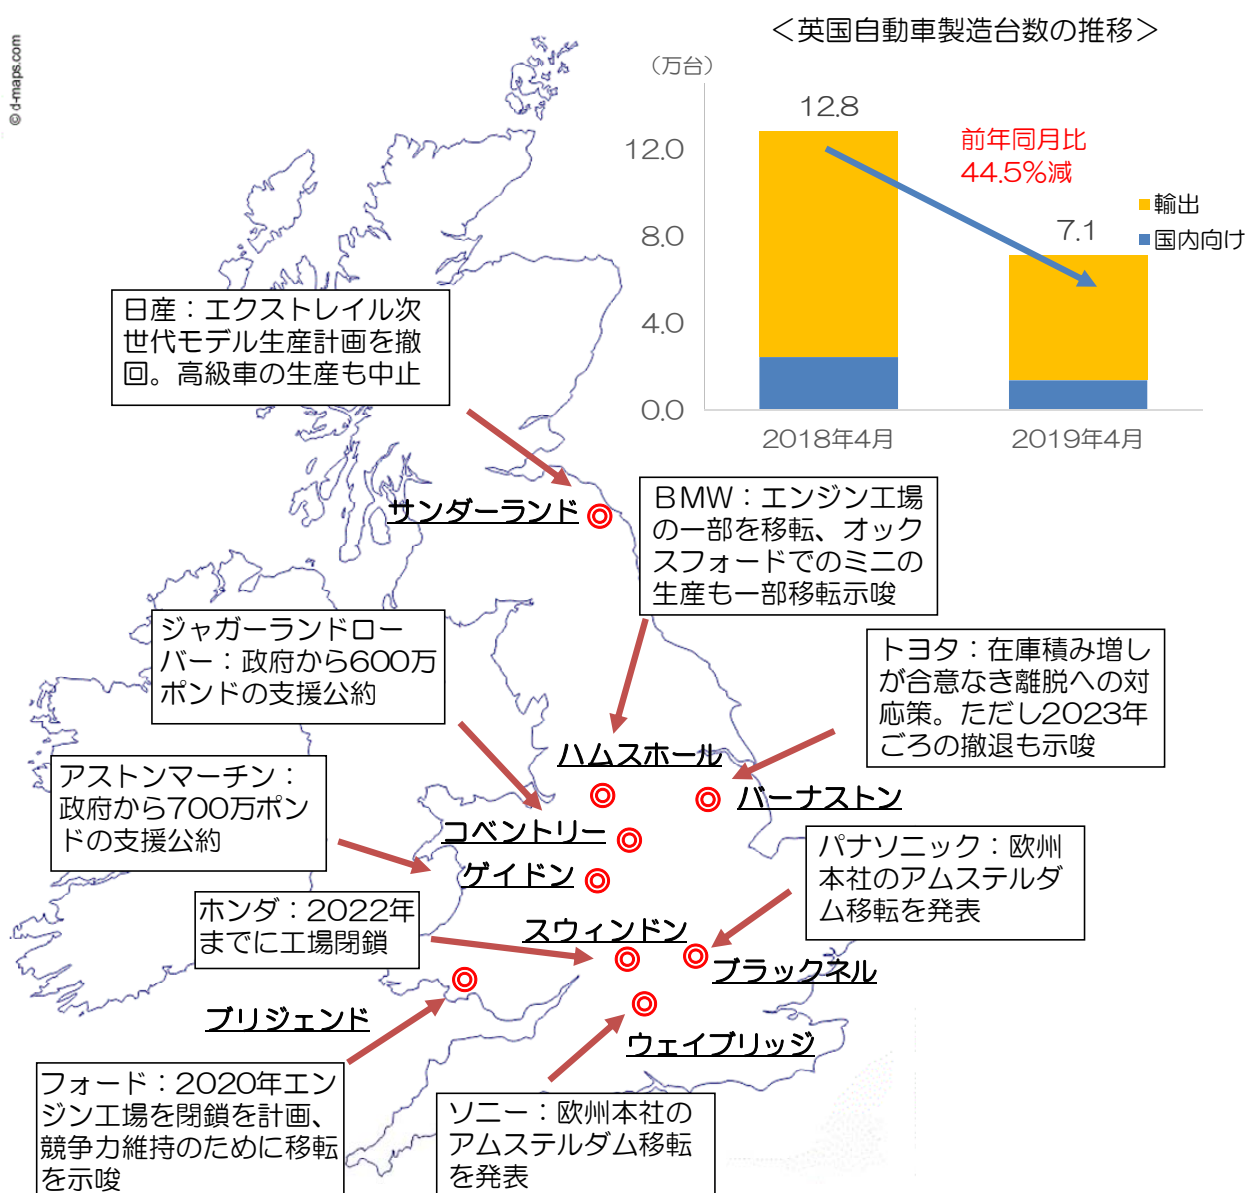 © d-maps.com
＜英国自動車製造台数の推移＞
（万台）
12.8
12.0
前年同月比
44.5%減
輸出
8.0
7.1
国内向け
4.0
0.0
2018年4月
2019年4月
日産：エクストレイル次
世代モデル生産計画を撤
回。高級車の生産も中止
サンダーランド
BMW：エンジン工場
の一部を移転、オック
スフォードでのミニの
生産も一部移転示唆
ジャガーランドロー
バー：政府から600万
ポンドの支援公約
トヨタ：在庫積み増し
が合意なき離脱への対
応策。ただし2023年
ごろの撤退も示唆
ハムスホール
バーナストン
アストンマーチン：
政府から700万ポン
ドの支援公約
コベントリー
ゲイドン
パナソニック：欧州
本社のアムステルダ
ム移転を発表
ホンダ：2022年
までに工場閉鎖
スウィンドン
ブラックネル
ブリジェンド
ウェイブリッジ
フォード：2020年エン
ジン工場を閉鎖を計画、
競争力維持のために移転
を示唆
ソニー：欧州本社の
アムステルダム移転
を発表